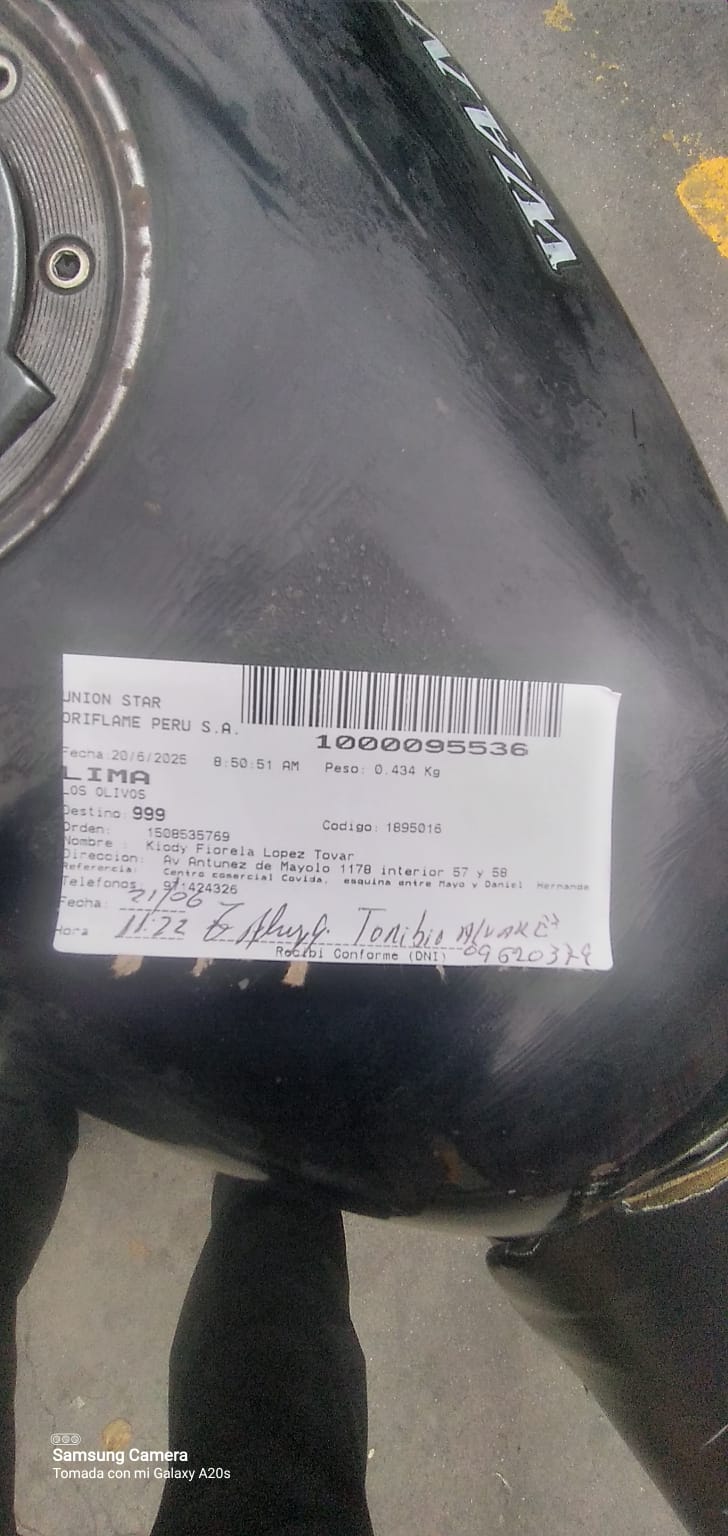 WAN
UNION STAR
ORIFLAME PERU S.A.
1000095536
Fecha:20/6/2025 8:50:51 AM Peso: 0.434 Kg
LIMA
LOS OLIVOS
Destino: 999
Orden: 1508535769 Codigo: 1895016
Nombre : Kiody Fiorela Lopez Tovar
Direccion: Av Antunez de Mayolo 1178 interior 57 y 58
Referencia: Centro comercial Covida, esquina entre Mayo y Daniel Hernande
Telefonos 971424326
Fecha: 21/06
Hora 11:22 Toribio Alvarez
Recibi Conforme (DNI) 09620379
Samsung Camera
Tomada con mi Galaxy A20s